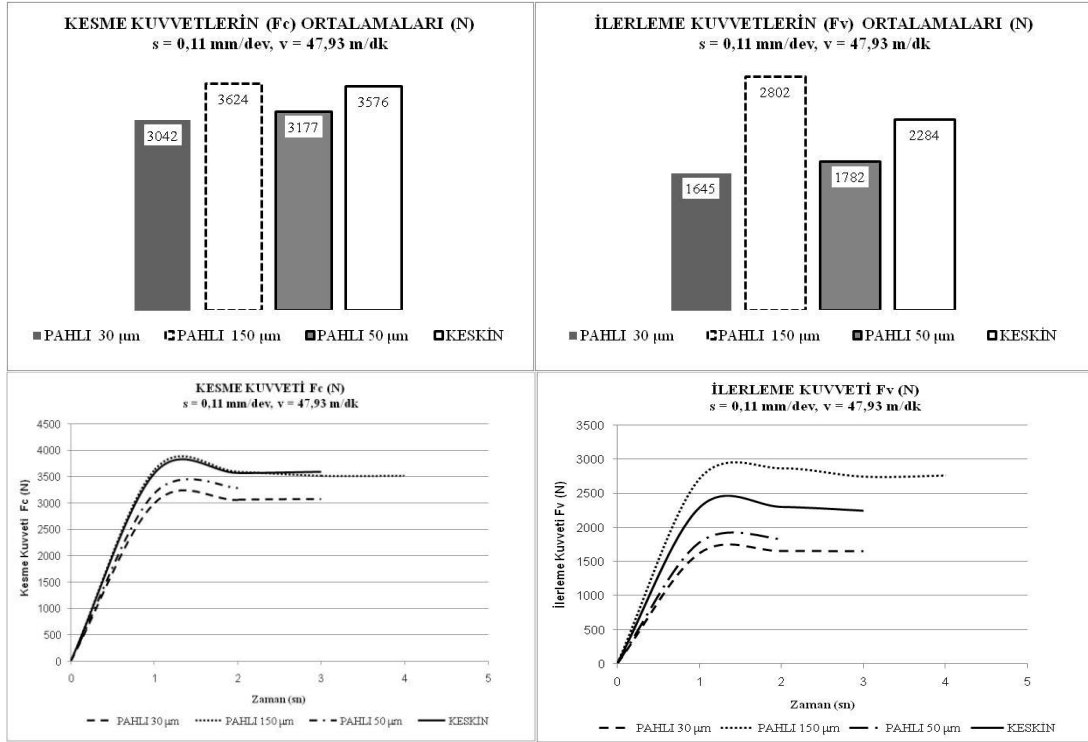 KESME KUVVETLERİN (Fc) ORTALAMALARI (N)
s = 0,11 mm/dev, v = 47,93 m/dk
3042
3624
3177
3576
PAHLI 30 µm PAHLI 150 µm PAHLI 50 µm KESKİN
İLERLEME KUVVETLERİN (Fv) ORTALAMALARI (N)
s = 0,11 mm/dev, v = 47,93 m/dk
1645
2802
1782
2284
PAHLI 30 µm PAHLI 150 µm PAHLI 50 µm KESKİN
KESME KUVVETİ Fc (N)
s = 0,11 mm/dev, v = 47,93 m/dk
Kesme Kuvveti Fc (N)
4500
4000
3500
3000
2500
2000
1500
1000
500
0
0 1 2 3 4 5
Zaman (sn)
PAHLI 30 µm PAHLI 150 µm PAHLI 50 µm KESKİN
İLERLEME KUVVETİ Fv (N)
s = 0,11 mm/dev, v = 47,93 m/dk
İlerleme Kuvveti Fv (N)
3500
3000
2500
2000
1500
1000
500
0
0 1 2 3 4 5
Zaman (sn)
PAHLI 30 µm PAHLI 150 µm PAHLI 50 µm KESKİN